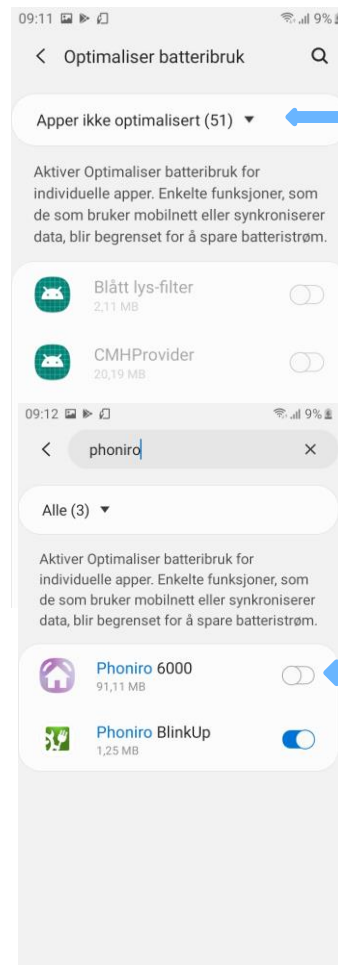 09:11 9%
Optimaliser batteribruk
Apper ikke optimalisert (51)
Aktiver Optimaliser batteribruk for
individuelle apper. Enkelte funksjoner, som
de som bruker mobilnett eller synkroniserer
data, blir begrenset for å spare batteristrøm.
Blått lys-filter
2,11 MB
CMHProvider
20,19 MB
09:12 9%
phoniro
Alle (3)
Aktiver Optimaliser batteribruk for
individuelle apper. Enkelte funksjoner, som
de som bruker mobilnett eller synkroniserer
data, blir begrenset for å spare batteristrøm.
Phoniro 6000
91,11 MB
Phoniro BlinkUp
1,25 MB